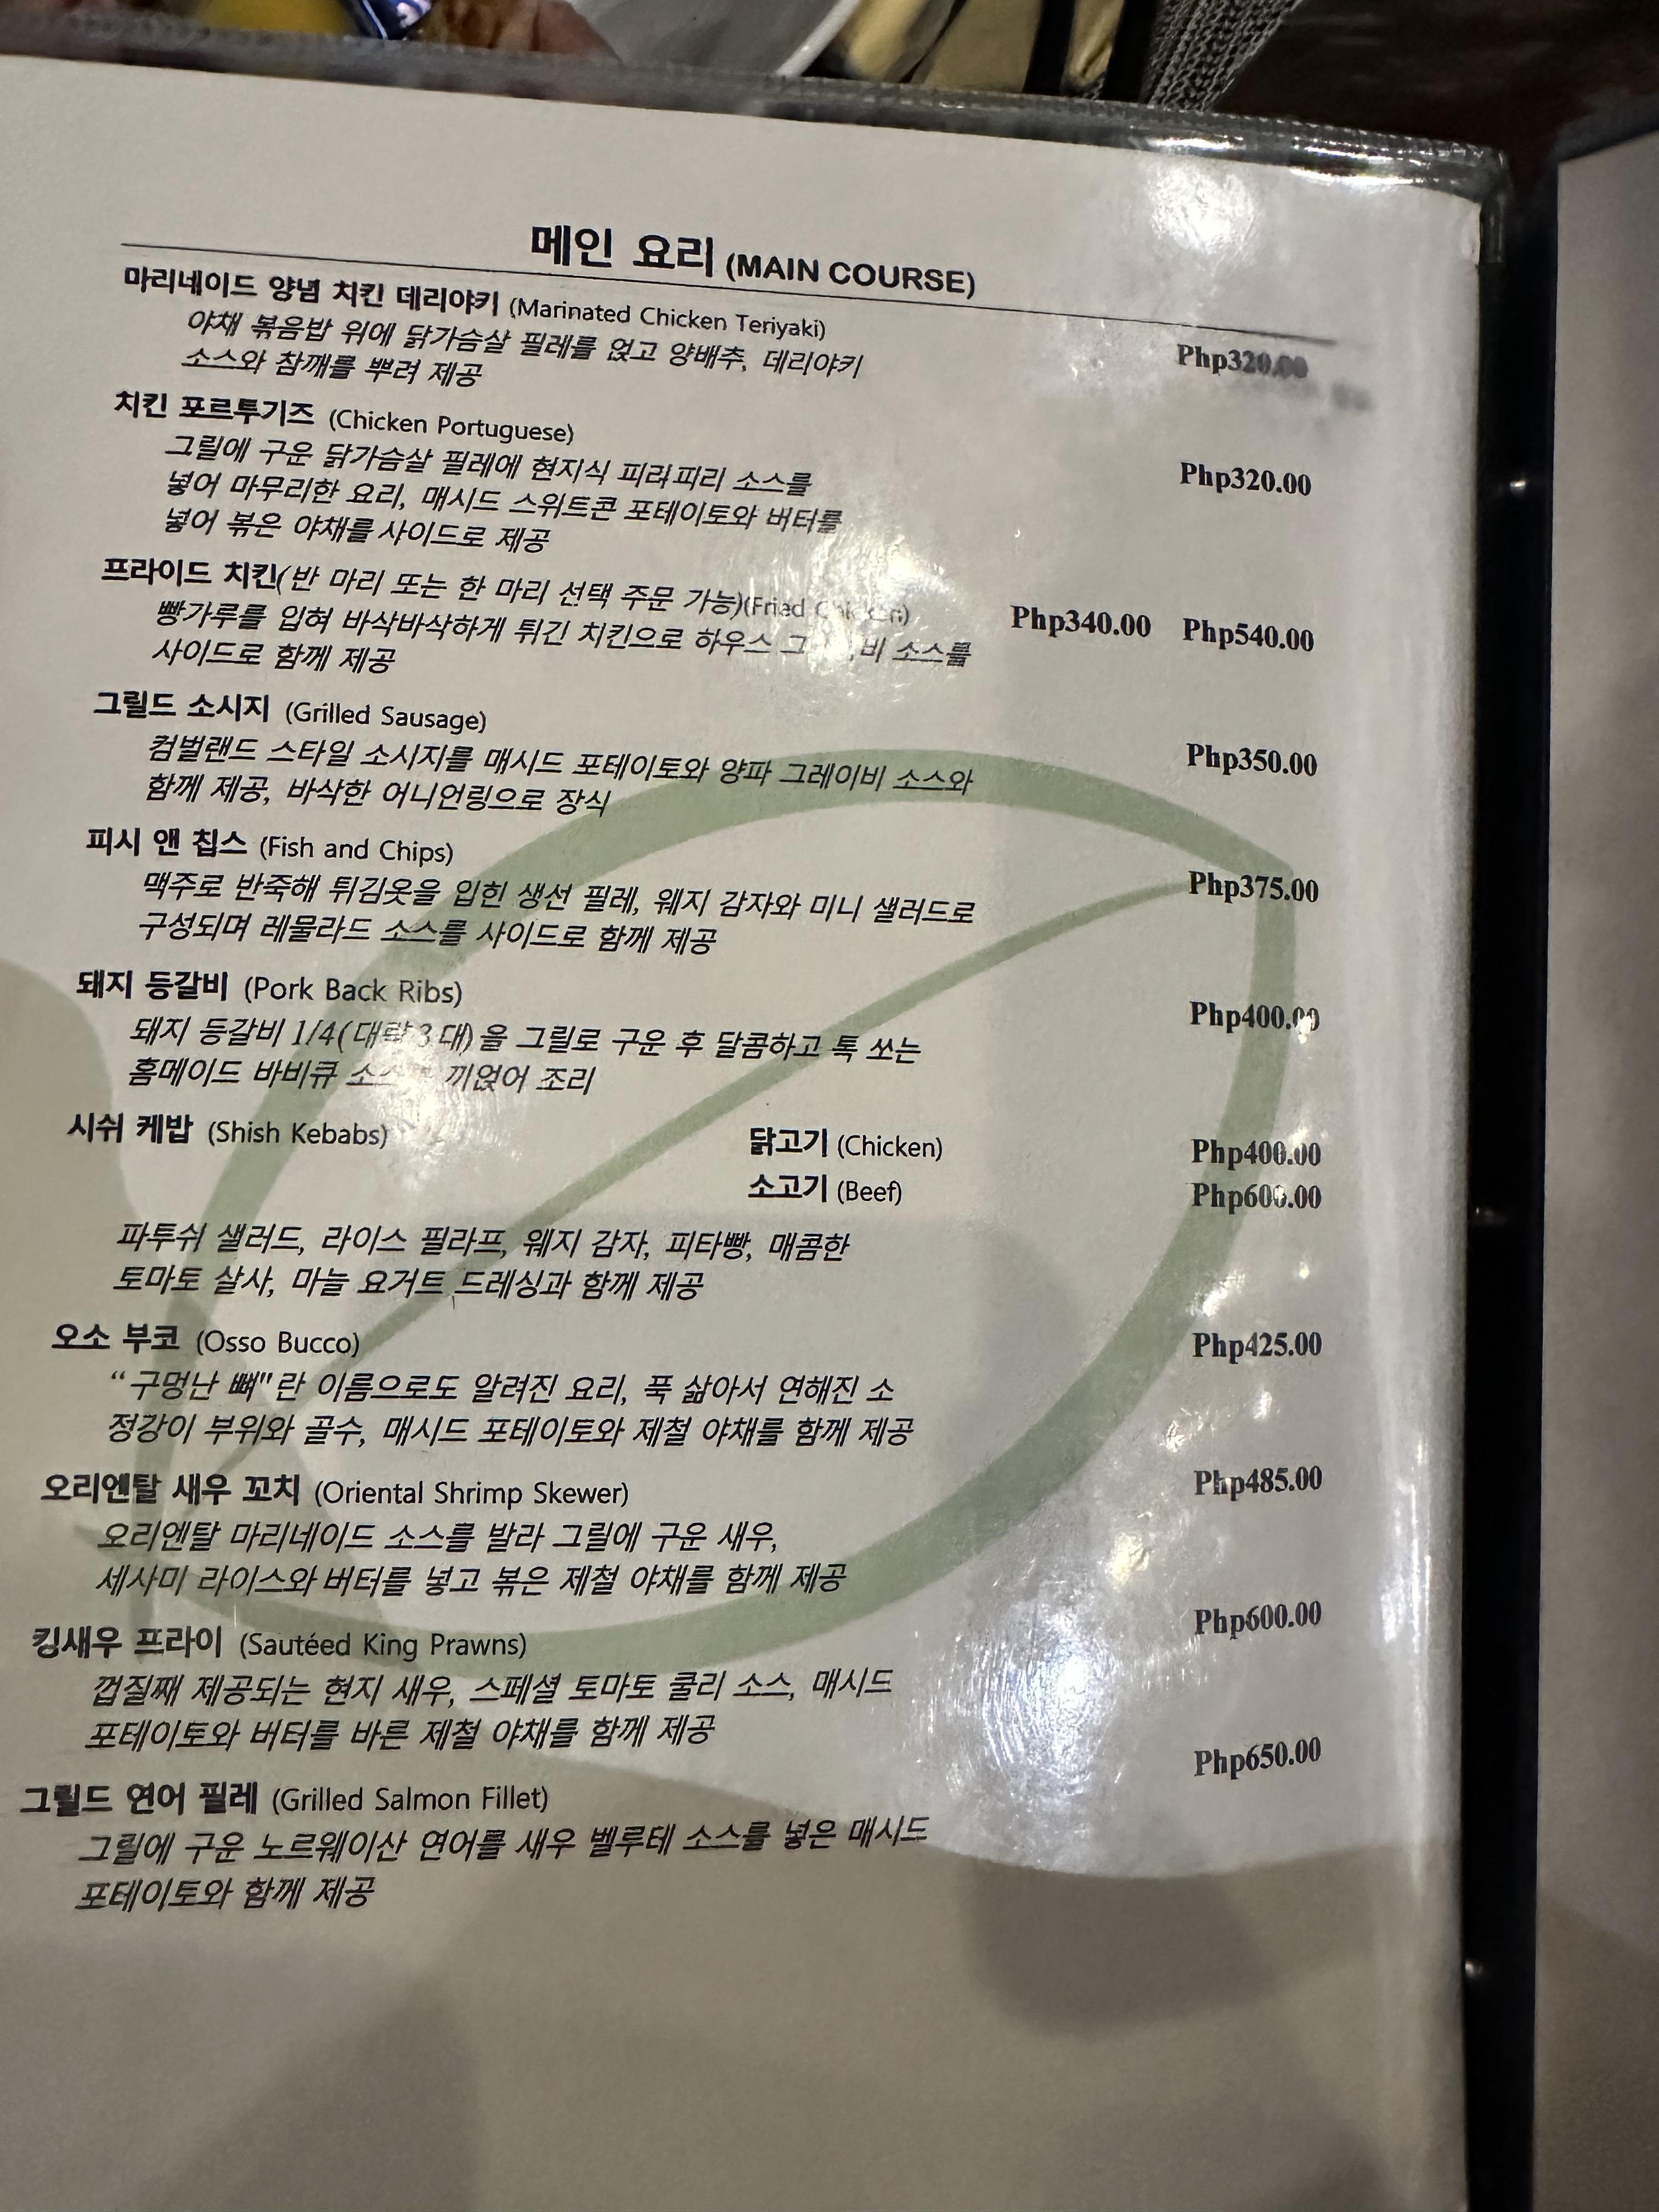 메인 요리 (MAIN COURSE)
마리네이드 양념 치킨 데리야키 (Marinated Chicken Teriyaki)
야채 볶음밥 위에 닭가슴살 필레를 얹고 양배추, 데리야키 Php320.00
소스와 참깨를 뿌려 제공
치킨 포르투기즈 (Chicken Portuguese)
그릴에 구운 닭가슴살 필레에 현지식 피리피리 소스를 Php320.00
넣어 마무리한 요리, 매시드 스위트콘 포테이토와 버터를
넣어 볶은 야채를 사이드로 제공
프라이드 치킨(반 마리 또는 한 마리 선택 주문 가능)(Fried Chicken) Php340.00 Php540.00
빵가루를 입혀 바삭바삭하게 튀긴 치킨으로 하우스 소스를
사이드로 함께 제공
그릴드 소시지 (Grilled Sausage)
컴벌랜드 스타일 소시지를 매시드 포테이토와 양파 그레이비 소스와 Php350.00
함께 제공, 바삭한 어니언링으로 장식
피시 앤 칩스 (Fish and Chips)
맥주로 반죽해 튀김옷을 입힌 생선 필레, 웨지 감자와 미니 샐러드로 Php375.00
구성되며 레물라드 소스를 사이드로 함께 제공
돼지 등갈비 (Pork Back Ribs)
돼지 등갈비 1/4(대략 3 대)을 그릴로 구운 후 달콤하고 톡 쏘는 Php400.00
홈메이드 바비큐 끼얹어 조리
시쉬 케밥 (Shish Kebabs) 닭고기 (Chicken) Php400.00
소고기 (Beef) Php600.00
파투쉬 샐러드, 라이스 필라프, 웨지 감자, 피타빵, 매콤한
토마토 살사, 마늘 요거트 드레싱과 함께 제공
오소 부코 (Osso Bucco) Php425.00
“구멍난 뼈"란 이름으로도 알려진 요리, 푹 삶아서 연해진 소
정강이 부위와 골수, 매시드 포테이토와 제철 야채를 함께 제공
오리엔탈 새우 꼬치 (Oriental Shrimp Skewer) Php485.00
오리엔탈 마리네이드 소스를 발라 그릴에 구운 새우,
세사미 라이스와 버터를 넣고 볶은 제철 야채를 함께 제공
킹새우 프라이 (Sautéed King Prawns) Php600.00
껍질째 제공되는 현지 새우, 스페셜 토마토 쿨리 소스, 매시드
포테이토와 버터를 바른 제철 야채를 함께 제공
그릴드 연어 필레 (Grilled Salmon Fillet) Php650.00
그릴에 구운 노르웨이산 연어를 새우 벨루테 소스를 넣은 매시드
포테이토와 함께 제공